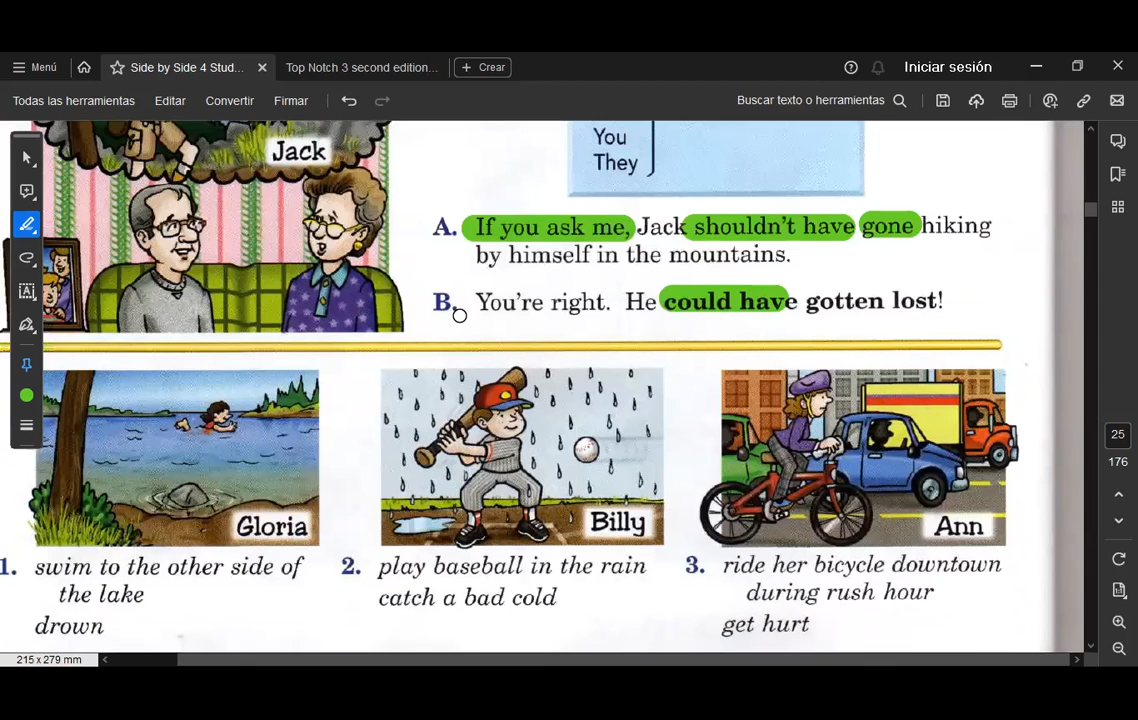 Menú
Side by Side 4 Stud...
Top Notch 3 second edition...
+ Crear
Iniciar sesión
Todas las herramientas
Editar
Convertir
Firmar
Buscar texto o herramientas
Jack
You
They
A. If you ask me, Jack shouldn't have gone hiking
by himself in the mountains.
B. You're right. He could have gotten lost!
Gloria
Billy
Ann
1. swim to the other side of
the lake
drown
2. play baseball in the rain
catch a bad cold
3. ride her bicycle downtown
during rush hour
get hurt
25
176
215 x 279 mm